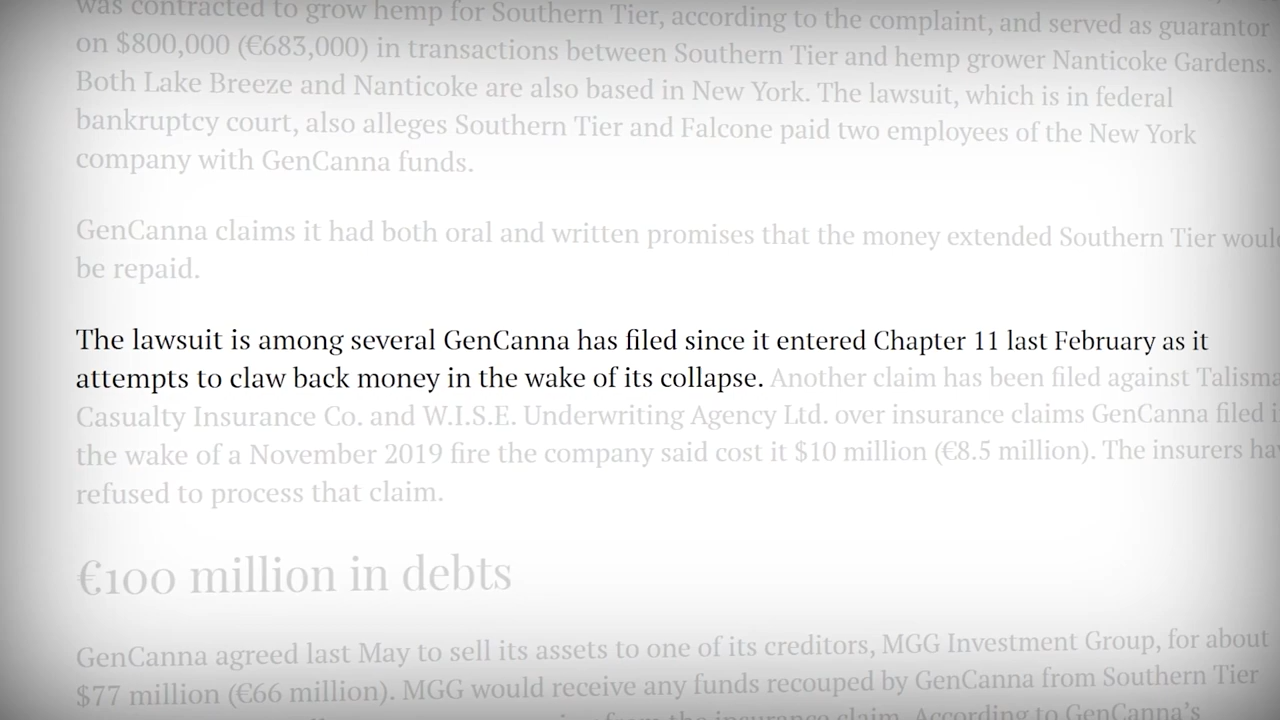 was contracted to grow hemp for Southern Tier, according to the complaint, and served as guarantor
on $800,000 (€683,000) in transactions between Southern Tier and hemp grower Nanticoke Gardens.
Both Lake Breeze and Nanticoke are also based in New York. The lawsuit, which is in federal
bankruptcy court, also alleges Southern Tier and Falcone paid two employees of the New York
company with GenCanna funds.
GenCanna claims it had both oral and written promises that the money extended Southern Tier
be repaid.
The lawsuit is among several GenCanna has filed since it entered Chapter 11 last February as it
attempts to claw back money in the wake of its collapse. Another claim has been filed against
Casualty Insurance Co. and W.I.S.E. Underwriting Agency Ltd. over insurance claims GenCanna filed
the wake of a November 2019 fire the company said cost it $10 million (€8.5 million). The insurers
refused to process that claim.
€100 million in debts
GenCanna agreed last May to sell its assets to one of its creditors, MGG Investment Group, for about
$77 million (€66 million). MGG would receive any funds recouped by GenCanna from Southern Tier
from the insurance claim. According to GenCanna's